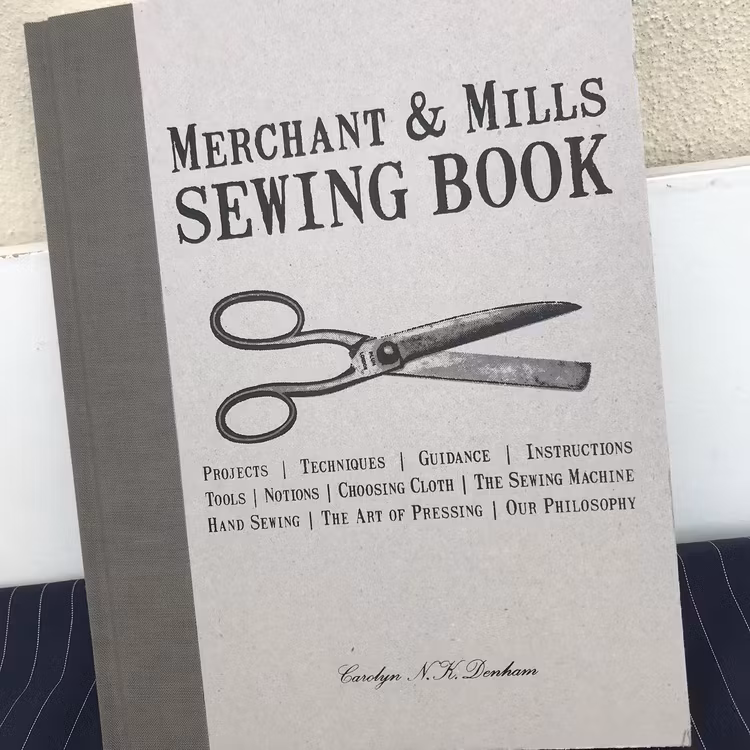 MERCHANT & MILLS
SEWING BOOK
PROJECTS | TECHNIQUES | GUIDANCE | INSTRUCTIONS
TOOLS | NOTIONS | CHOOSING CLOTH | THE SEWING MACHINE
HAND SEWING | THE ART OF PRESSING | OUR PHILOSOPHY
Carolyn N.K. Denham